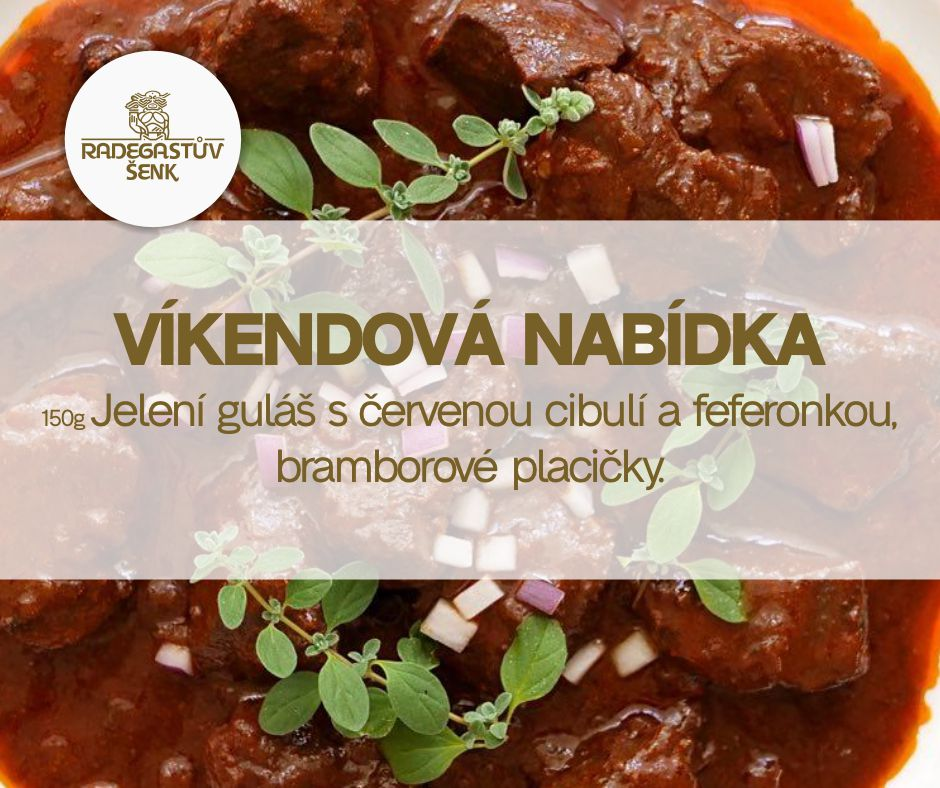 RADEGASTŮV
ŠENK
VÍKENDOVÁ NABÍDKA
150g Jelení guláš s červenou cibulí a feferonkou,
bramborové placičky.